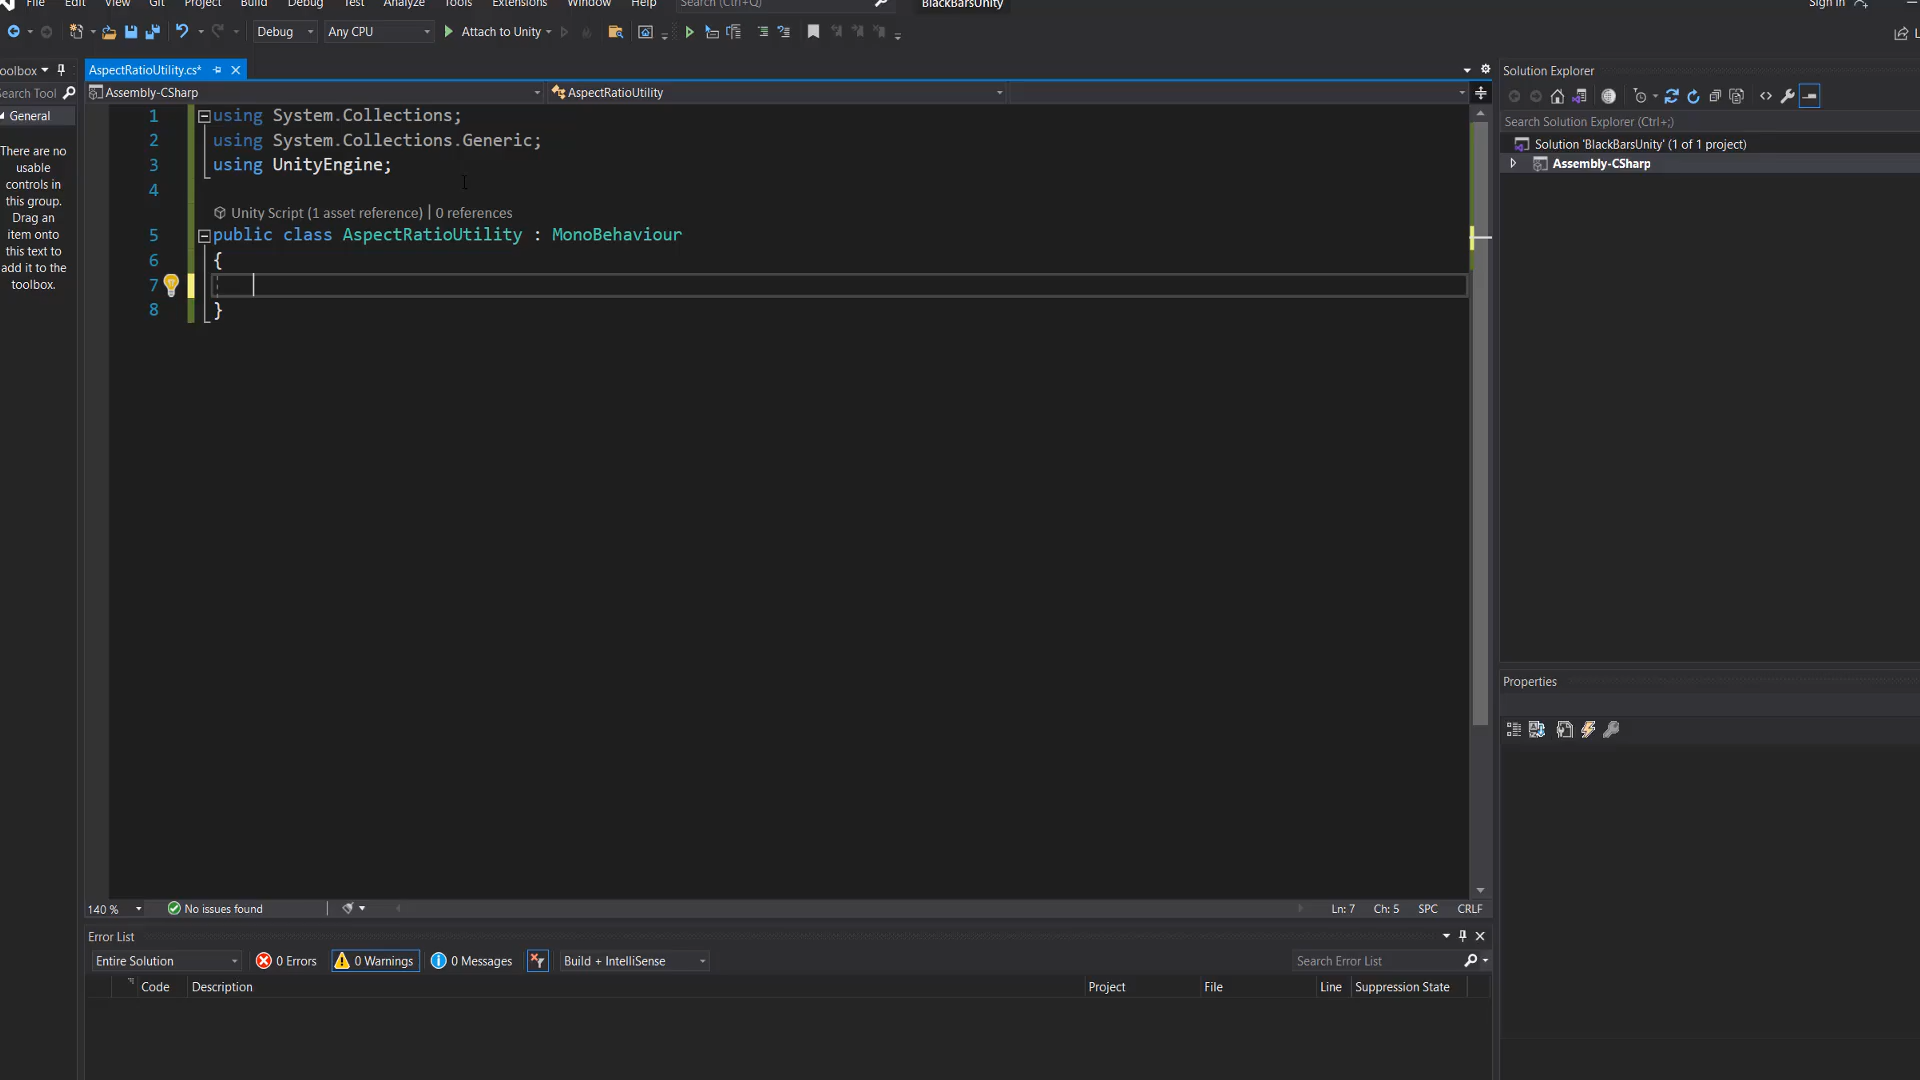 File Edit View Git Project Build Debug Test Analyze Tools Extensions Window Help Search (Ctrl+Q) BlackBarsUnity Sign in
Debug Any CPU Attach to Unity
oolbox
AspectRatioUtility.cs*
Search Tool
General
There are no
usable
controls in
this group.
Drag an
item onto
this text to
add it to the
toolbox.
Assembly-CSharp AspectRatioUtility
1 using System.Collections;
2 using System.Collections.Generic;
3 using UnityEngine;
4
Unity Script (1 asset reference) | 0 references
5 public class AspectRatioUtility : MonoBehaviour
6 {
7
8 }
140 % No issues found Ln: 7 Ch: 5 SPC CRLF
Error List
Entire Solution 0 Errors 0 Warnings 0 Messages Build + IntelliSense Search Error List
Code Description Project File Line Suppression State
Solution Explorer
Search Solution Explorer (Ctrl+;)
Solution 'BlackBarsUnity' (1 of 1 project)
Assembly-CSharp
Properties